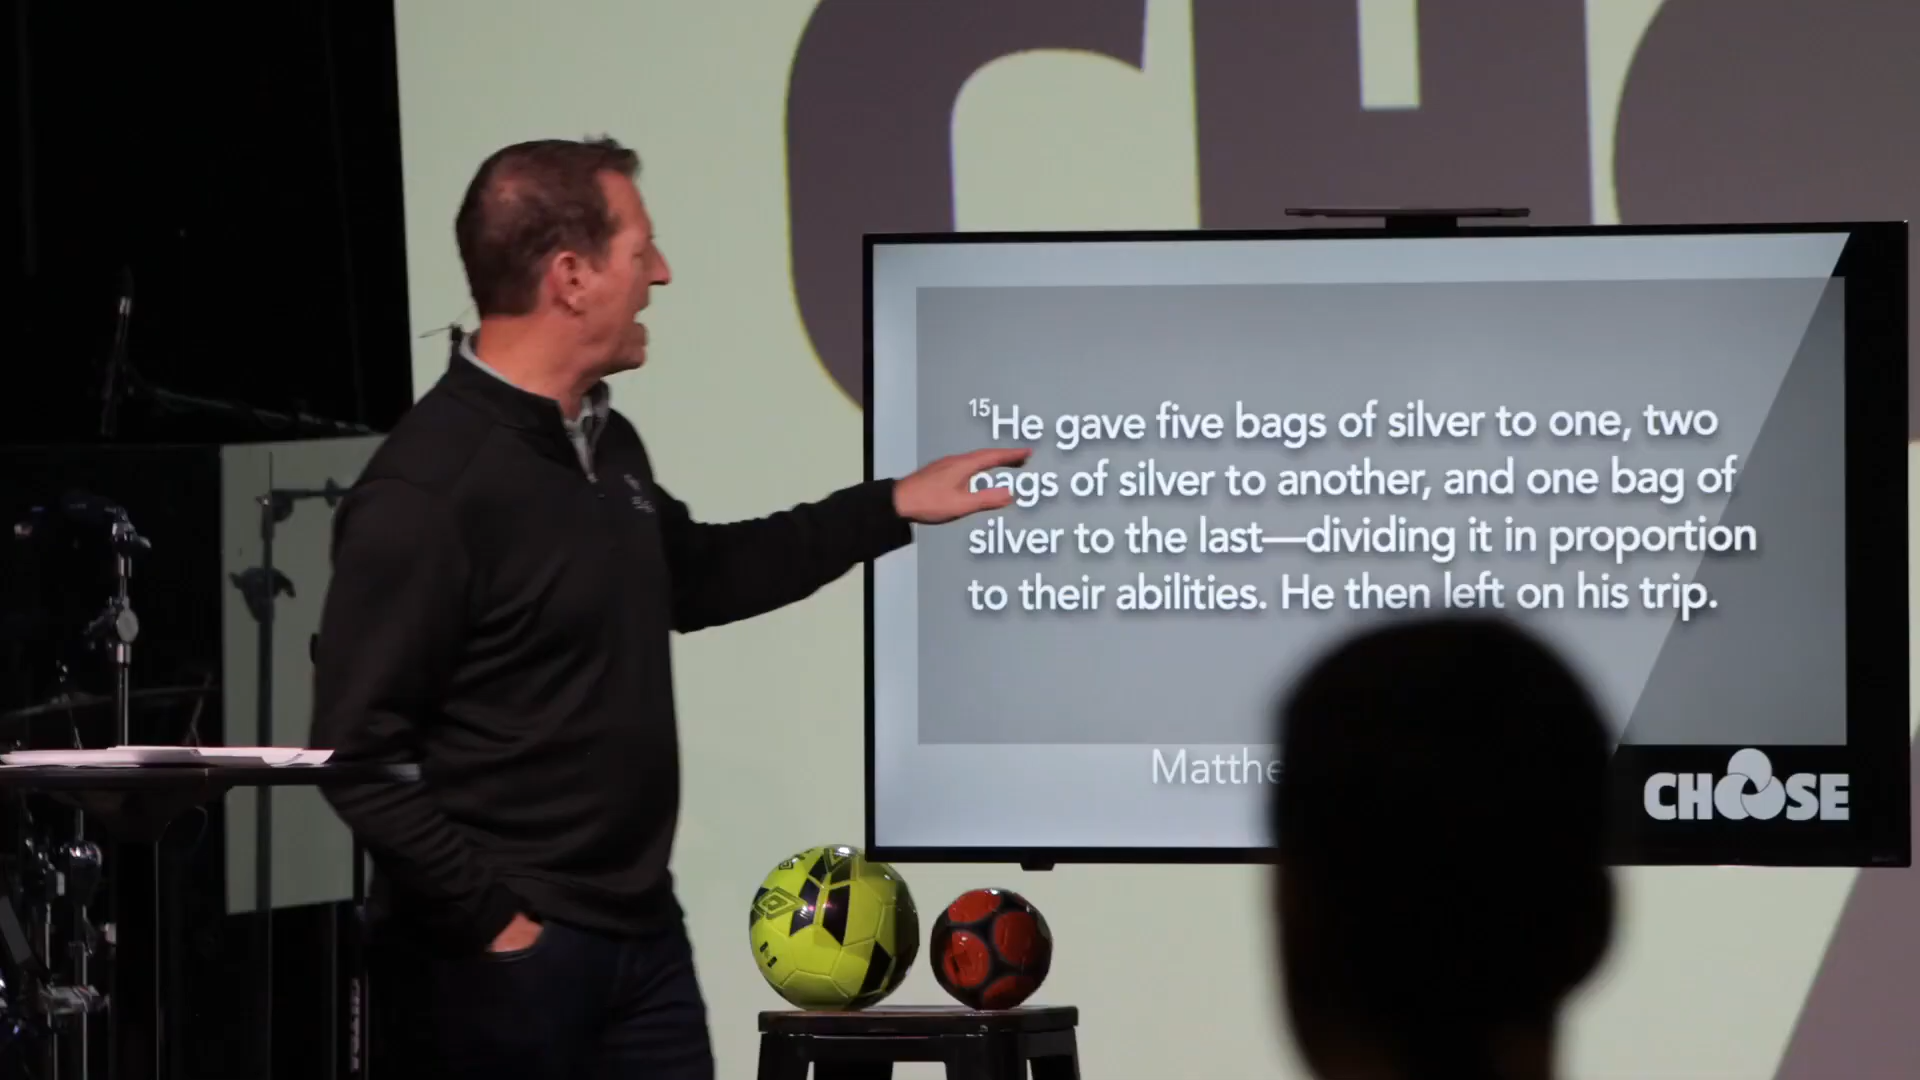 CHO
¹⁵He gave five bags of silver to one, two
bags of silver to another, and one bag of
silver to the last—dividing it in proportion
to their abilities. He then left on his trip.
CHOOSE